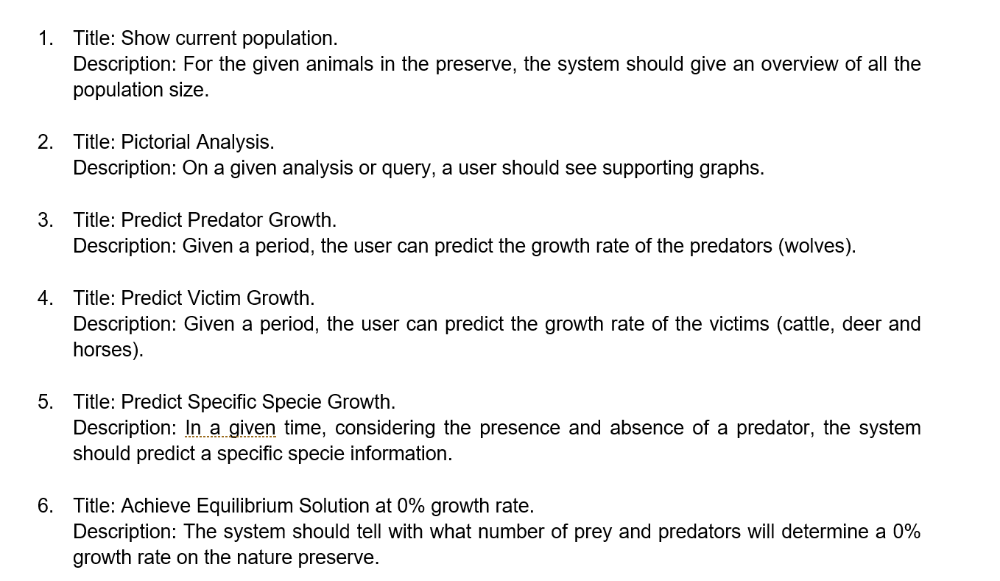 1. Title: Show current population.
Description: For the given animals in the preserve, the system should give an overview of all the
population size.
2. Title: Pictorial Analysis.
Description: On a given analysis or query, a user should see supporting graphs.
3. Title: Predict Predator Growth.
Description: Given a period, the user can predict the growth rate of the predators (wolves).
4. Title: Predict Victim Growth.
Description: Given a period, the user can predict the growth rate of the victims (cattle, deer and
horses).
5. Title: Predict Specific Specie Growth.
Description: In a given time, considering the presence and absence of a predator, the system
should predict a specific specie information.
6. Title: Achieve Equilibrium Solution at 0% growth rate.
Description: The system should tell with what number of prey and predators will determine a 0%
growth rate on the nature preserve.